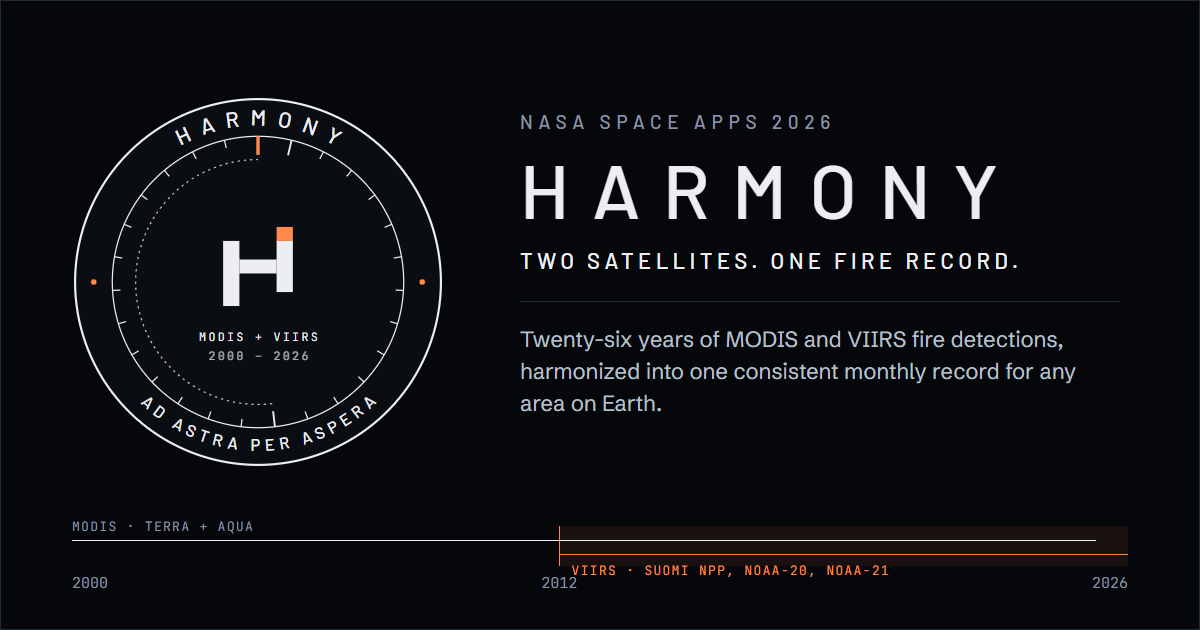 HARMONY
MODIS + VIIRS
2000 – 2026
AD ASTRA PER ASPERA
NASA SPACE APPS 2026
HARMONY
TWO SATELLITES. ONE FIRE RECORD.
Twenty-six years of MODIS and VIIRS fire detections,
harmonized into one consistent monthly record for any
area on Earth.
MODIS · TERRA + AQUA
VIIRS · SUOMI NPP, NOAA-20, NOAA-21
2000
2012
2026